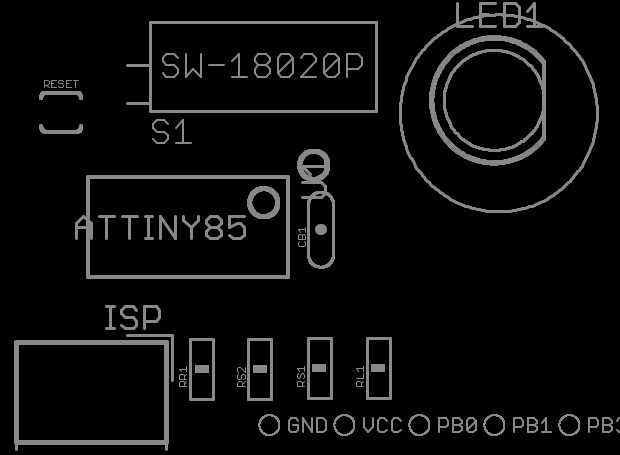 LED1
SW-18020P
RESET
S1
ATTINY85
CB1
ISP
RR1
RS2
RS1
RL1
GND VCC PB0 PB1 PB3